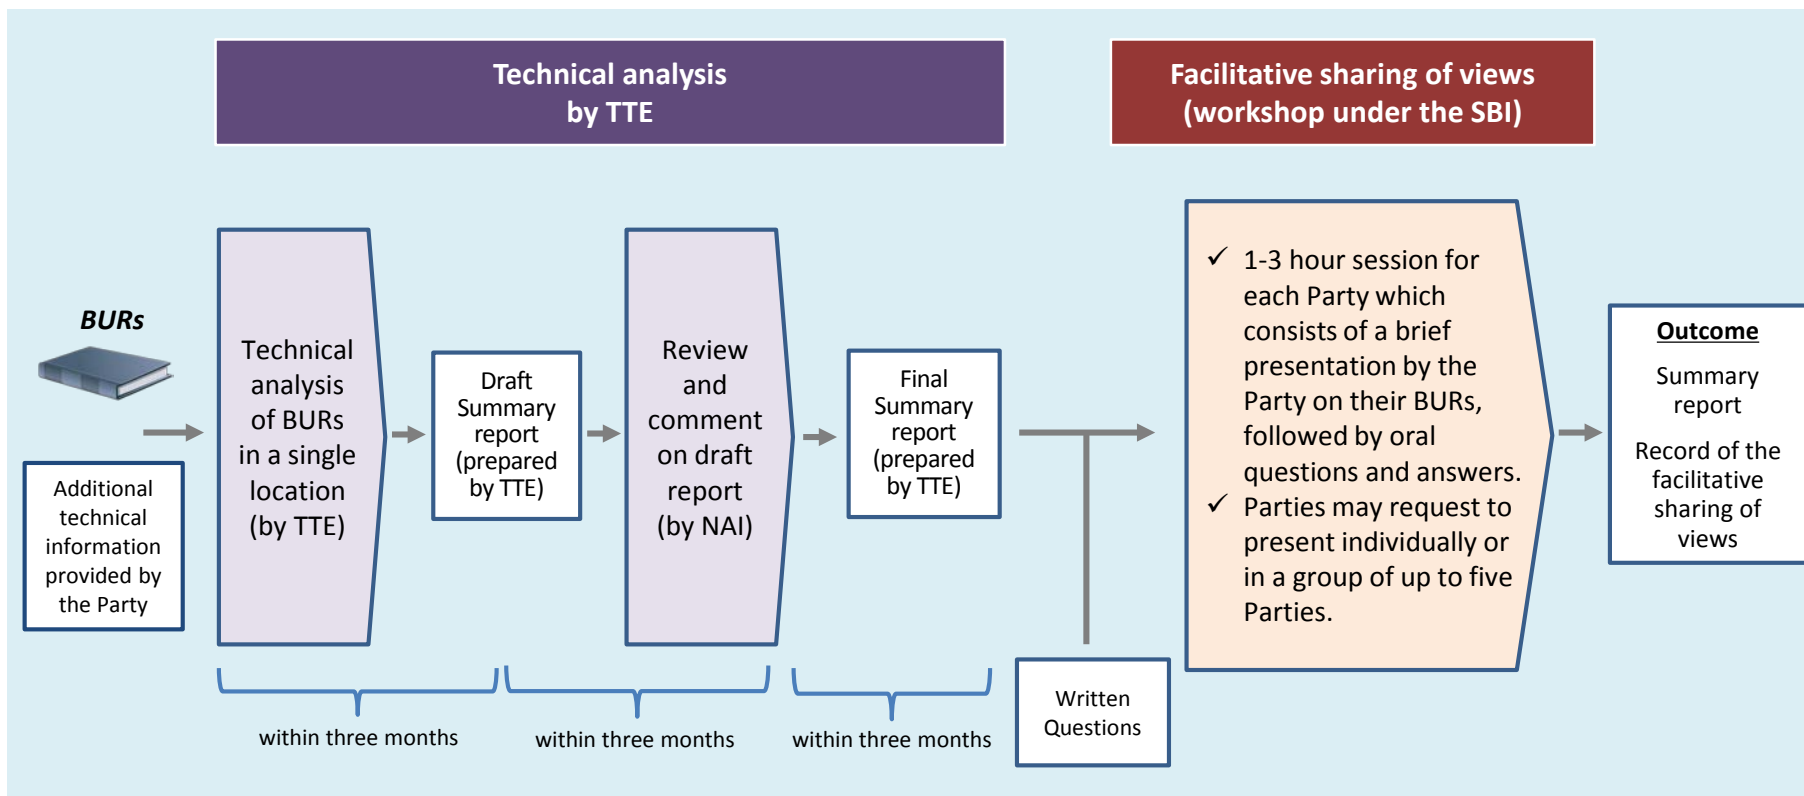 Technical analysis
by TTE
Facilitative sharing of views
(workshop under the SBI)
BURs
Additional
technical
information
provided by
the Party
Technical
analysis
of BURs
in a single
location
(by TTE)
Draft
Summary
report
(prepared
by TTE)
Review
and
comment
on draft
report
(by NAI)
Final
Summary
report
(prepared
by TTE)
within three months
within three months
within three months
Written
Questions
✓ 1-3 hour session for
each Party which
consists of a brief
presentation by the
Party on their BURs,
followed by oral
questions and answers.
✓ Parties may request to
present individually or
in a group of up to five
Parties.
Outcome
Summary
report
Record of the
facilitative
sharing of
views